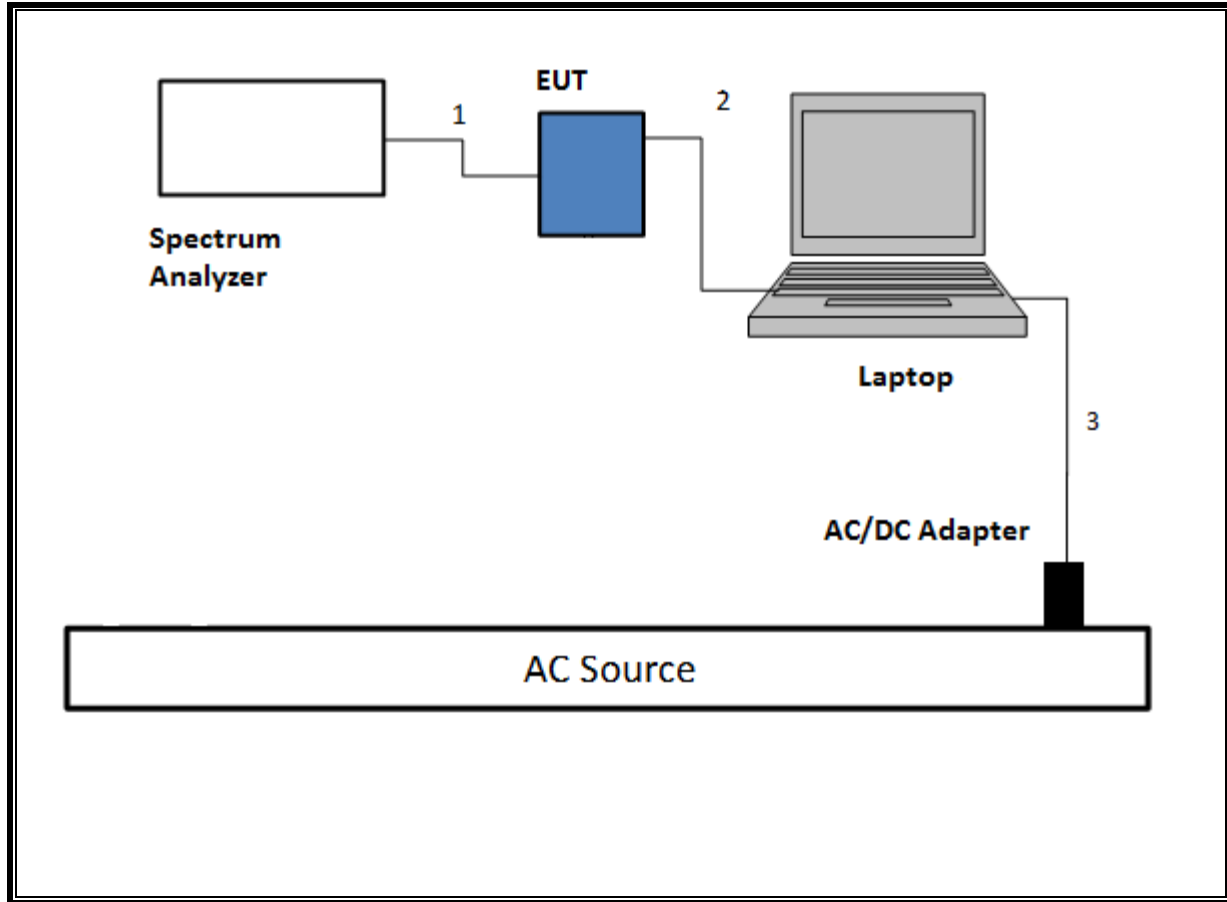 EUT
1
2
Spectrum
Analyzer
Laptop
3
AC/DC Adapter
AC Source